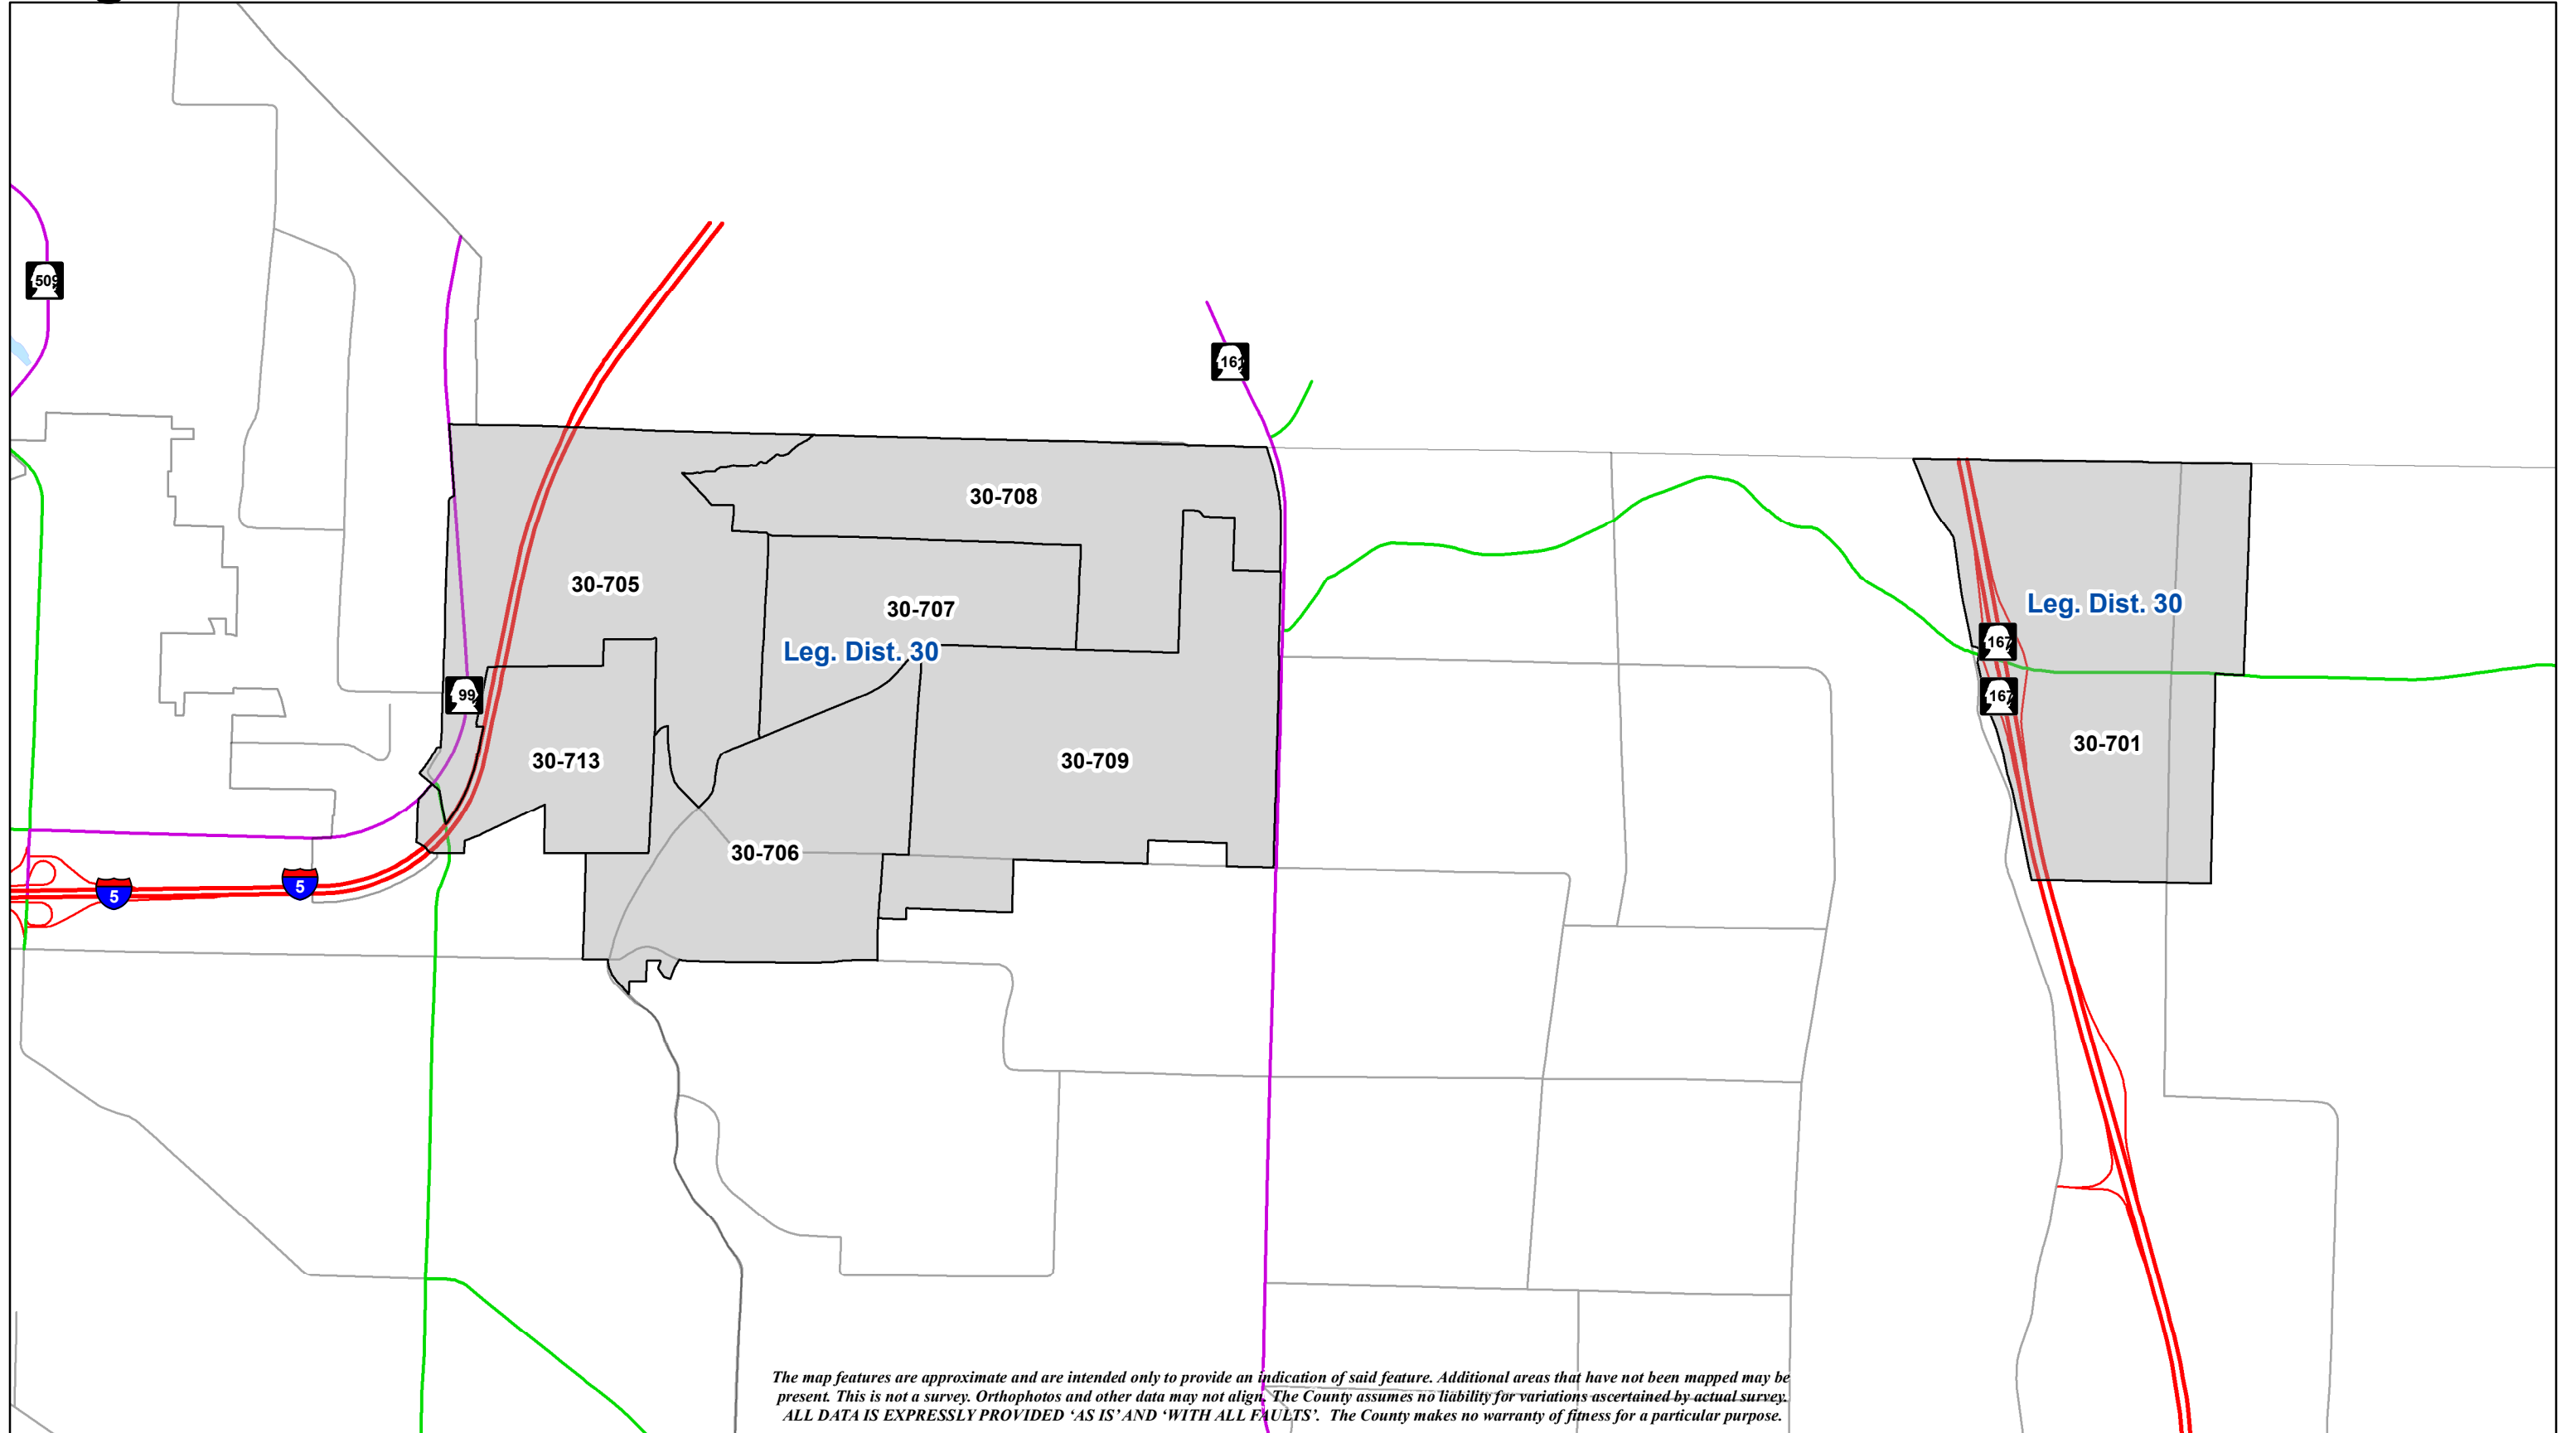 509
161
30-708
30-705
30-707
Leg. Dist. 30
Leg. Dist. 30
167
99
167
30-713
30-709
30-701
30-706
5
5
The map features are approximate and are intended only to provide an indication of said feature. Additional areas that have not been mapped may be
present. This is not a survey. Orthophotos and other data may not align. The County assumes no liability for variations ascertained by actual survey.
ALL DATA IS EXPRESSLY PROVIDED ‘AS IS’ AND ‘WITH ALL FAULTS’. The County makes no warranty of fitness for a particular purpose.